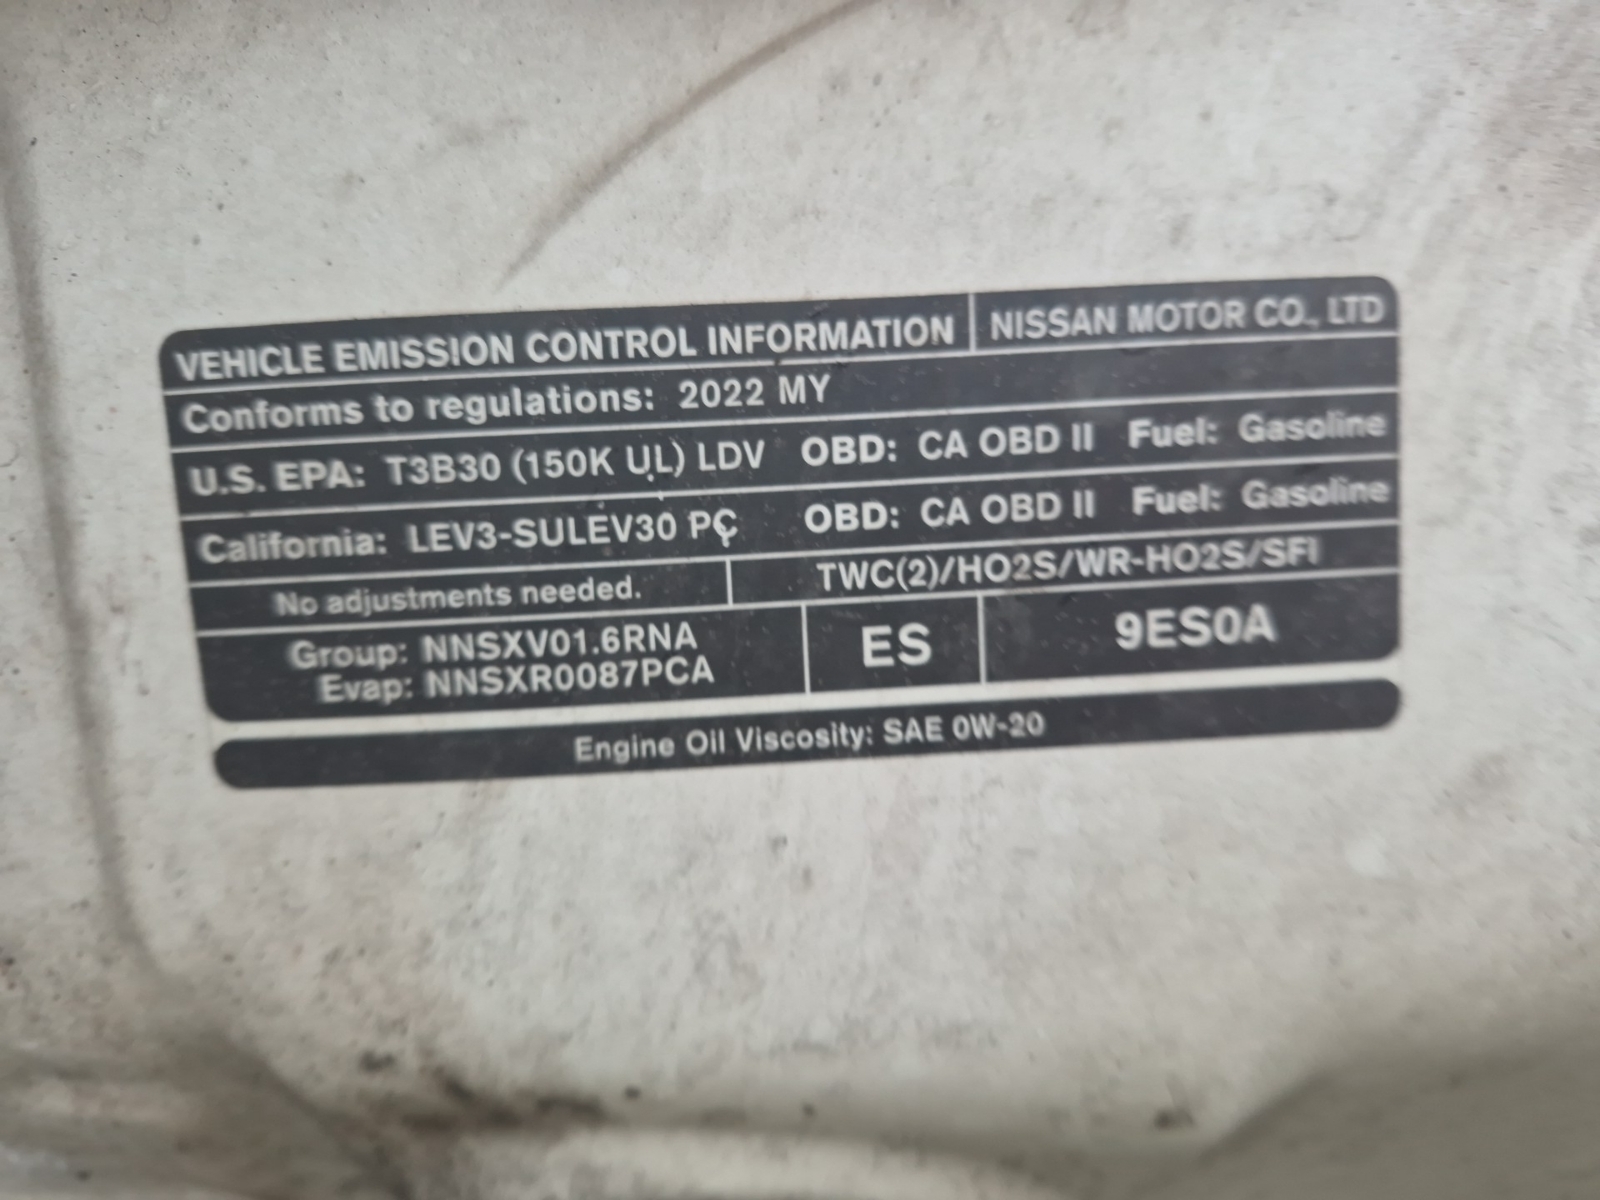 VEHICLE EMISSION CONTROL INFORMATION NISSAN MOTOR CO., LTD
Conforms to regulations: 2022 MY
U.S. EPA: T3B30 (150K UL) LDV OBD: CA OBD II Fuel: Gasoline
California: LEV3-SULEV30 PC OBD: CA OBD II Fuel: Gasoline
No adjustments needed. TWC(2)/HO2S/WR-HO2S/SFI
Group: NNSXV01.6RNA ES 9ES0A
Evap: NNSXR0087PCA
Engine Oil Viscosity: SAE 0W-20